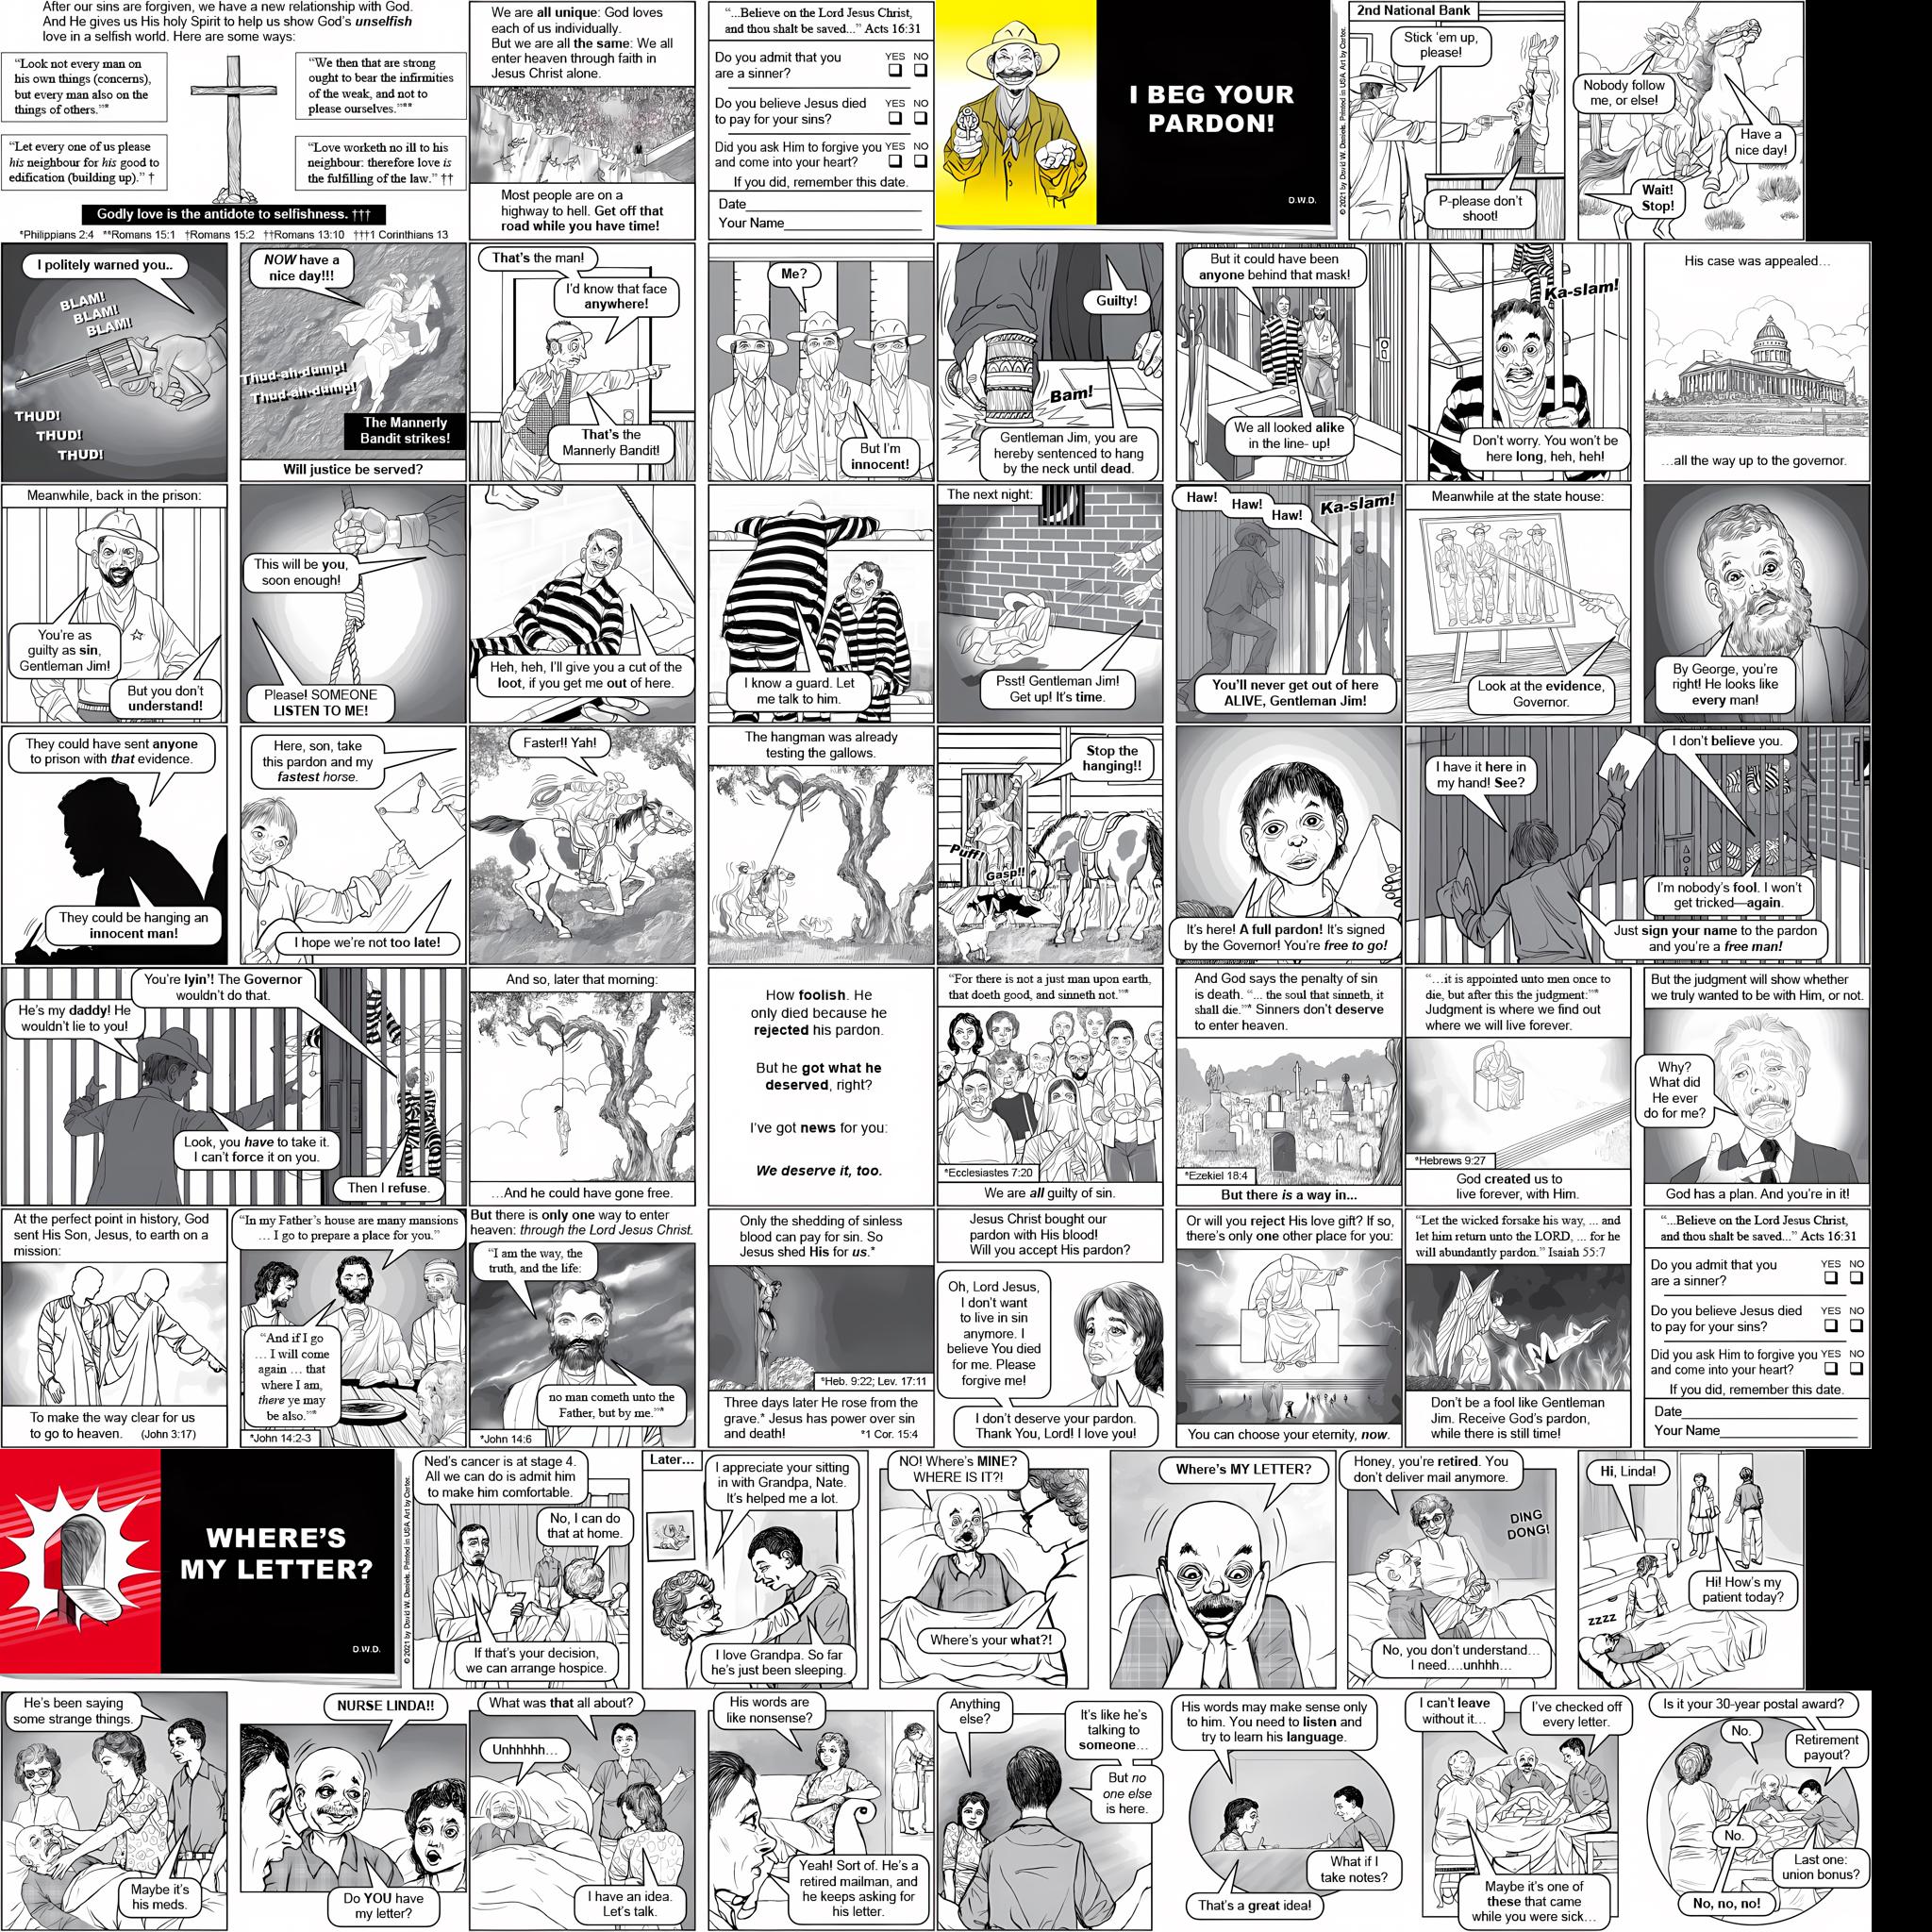 After our sins are forgiven, we have a new relationship with God.
And He gives us His holy Spirit to help us show God's unselfish
love in a selfish world. Here are some ways:
"Look not every man on
his own things (concerns),
but every man also on the
things of others."*
"We then that are strong
ought to bear the infirmities
of the weak, and not to
please ourselves."**
"Let every one of us please
his neighbour for his good to
edification (building up)." †
"Love worketh no ill to his
neighbour: therefore love is
the fulfilling of the law." ††
Godly love is the antidote to selfishness. †††
*Philippians 2:4 **Romans 15:1 †Romans 15:2 ††Romans 13:10 †††1 Corinthians 13
We are all unique: God loves
each of us individually.
But we are all the same: We all
enter heaven through faith in
Jesus Christ alone.
Most people are on a
highway to hell. Get off that
road while you have time!
"...Believe on the Lord Jesus Christ,
and thou shalt be saved..." Acts 16:31
Do you admit that you
are a sinner?
YES NO
Do you believe Jesus died
to pay for your sins?
YES NO
Did you ask Him to forgive you
and come into your heart?
YES NO
If you did, remember this date.
Date
Your Name
I BEG YOUR
PARDON!
D.W.D.
© 2021 by David W. Daniels. Printed in USA. Art by Carter.
2nd National Bank
Stick 'em up,
please!
P-please don't
shoot!
Nobody follow
me, or else!
Have a
nice day!
Wait!
Stop!
I politely warned you..
BLAM!
BLAM!
BLAM!
THUD!
THUD!
THUD!
NOW have a
nice day!!!
Thud-ah-dump!
Thud-ah-dump!
The Mannerly
Bandit strikes!
Will justice be served?
That's the man!
I'd know that face
anywhere!
That's the
Mannerly Bandit!
Me?
But I'm
innocent!
Guilty!
Bam!
Gentleman Jim, you are
hereby sentenced to hang
by the neck until dead.
But it could have been
anyone behind that mask!
We all looked alike
in the line- up!
Ka-slam!
Don't worry. You won't be
here long, heh, heh!
His case was appealed...
...all the way up to the governor.
Meanwhile, back in the prison:
You're as
guilty as sin,
Gentleman Jim!
But you don't
understand!
This will be you,
soon enough!
Please! SOMEONE
LISTEN TO ME!
Heh, heh, I'll give you a cut of the
loot, if you get me out of here.
I know a guard. Let
me talk to him.
The next night:
Psst! Gentleman Jim!
Get up! It's time.
Haw!
Haw!
Haw!
Ka-slam!
You'll never get out of here
ALIVE, Gentleman Jim!
Meanwhile at the state house:
Look at the evidence,
Governor.
By George, you're
right! He looks like
every man!
They could have sent anyone
to prison with that evidence.
They could be hanging an
innocent man!
Here, son, take
this pardon and my
fastest horse.
I hope we're not too late!
Faster!! Yah!
The hangman was already
testing the gallows.
Stop the
hanging!!
Puff!
Gasp!!
It's here! A full pardon! It's signed
by the Governor! You're free to go!
I have it here in
my hand! See?
I don't believe you.
I'm nobody's fool. I won't
get tricked—again.
Just sign your name to the pardon
and you're a free man!
You're lyin'! The Governor
wouldn't do that.
He's my daddy! He
wouldn't lie to you!
Look, you have to take it.
I can't force it on you.
Then I refuse.
And so, later that morning:
...And he could have gone free.
How foolish. He
only died because he
rejected his pardon.
But he got what he
deserved, right?
I've got news for you:
We deserve it, too.
"For there is not a just man upon earth,
that doeth good, and sinneth not."*
*Ecclesiastes 7:20
We are all guilty of sin.
And God says the penalty of sin
is death. "... the soul that sinneth, it
shall die."* Sinners don't deserve
to enter heaven.
*Ezekiel 18:4
But there is a way in...
"...it is appointed unto men once to
die, but after this the judgment:"*
Judgment is where we find out
where we will live forever.
*Hebrews 9:27
God created us to
live forever, with Him.
But the judgment will show whether
we truly wanted to be with Him, or not.
Why?
What did
He ever
do for me?
God has a plan. And you're in it!
At the perfect point in history, God
sent His Son, Jesus, to earth on a
mission:
To make the way clear for us
to go to heaven. (John 3:17)
"In my Father's house are many mansions
... I go to prepare a place for you."
"And if I go
... I will come
again ... that
where I am,
there ye may
be also."*
*John 14:2-3
But there is only one way to enter
heaven: through the Lord Jesus Christ.
"I am the way, the
truth, and the life:
no man cometh unto the
Father, but by me."*
*John 14:6
Only the shedding of sinless
blood can pay for sin. So
Jesus shed His for us.*
*Heb. 9:22; Lev. 17:11
Three days later He rose from the
grave.* Jesus has power over sin
and death! *1 Cor. 15:4
Jesus Christ bought our
pardon with His blood!
Will you accept His pardon?
Oh, Lord Jesus,
I don't want
to live in sin
anymore. I
believe You died
for me. Please
forgive me!
I don't deserve your pardon.
Thank You, Lord! I love you!
Or will you reject His love gift? If so,
there's only one other place for you:
You can choose your eternity, now.
"Let the wicked forsake his way, ... and
let him return unto the LORD, ... for he
will abundantly pardon." Isaiah 55:7
Don't be a fool like Gentleman
Jim. Receive God's pardon,
while there is still time!
"...Believe on the Lord Jesus Christ,
and thou shalt be saved..." Acts 16:31
Do you admit that you
are a sinner?
YES NO
Do you believe Jesus died
to pay for your sins?
YES NO
Did you ask Him to forgive you
and come into your heart?
YES NO
If you did, remember this date.
Date
Your Name
WHERE'S
MY LETTER?
D.W.D.
© 2021 by David W. Daniels. Printed in USA. Art by Carter.
Ned's cancer is at stage 4.
All we can do is admit him
to make him comfortable.
No, I can do
that at home.
If that's your decision,
we can arrange hospice.
Later...
I appreciate your sitting
in with Grandpa, Nate.
It's helped me a lot.
I love Grandpa. So far
he's just been sleeping.
NO! Where's MINE?
WHERE IS IT?!
Where's your what?!
Where's MY LETTER?
Honey, you're retired. You
don't deliver mail anymore.
DING
DONG!
No, you don't understand...
I need....unhhh...
Hi, Linda!
Hi! How's my
patient today?
zzzz
He's been saying
some strange things.
Maybe it's
his meds.
NURSE LINDA!!
Do YOU have
my letter?
What was that all about?
Unhhhhh...
I have an idea.
Let's talk.
His words are
like nonsense?
Yeah! Sort of. He's a
retired mailman, and
he keeps asking for
his letter.
Anything
else?
It's like he's
talking to
someone...
But no
one else
is here.
His words may make sense only
to him. You need to listen and
try to learn his language.
What if I
take notes?
That's a great idea!
I can't leave
without it...
I've checked off
every letter.
Maybe it's one of
these that came
while you were sick...
Is it your 30-year postal award?
No.
Retirement
payout?
No.
Last one:
union bonus?
No, no, no!